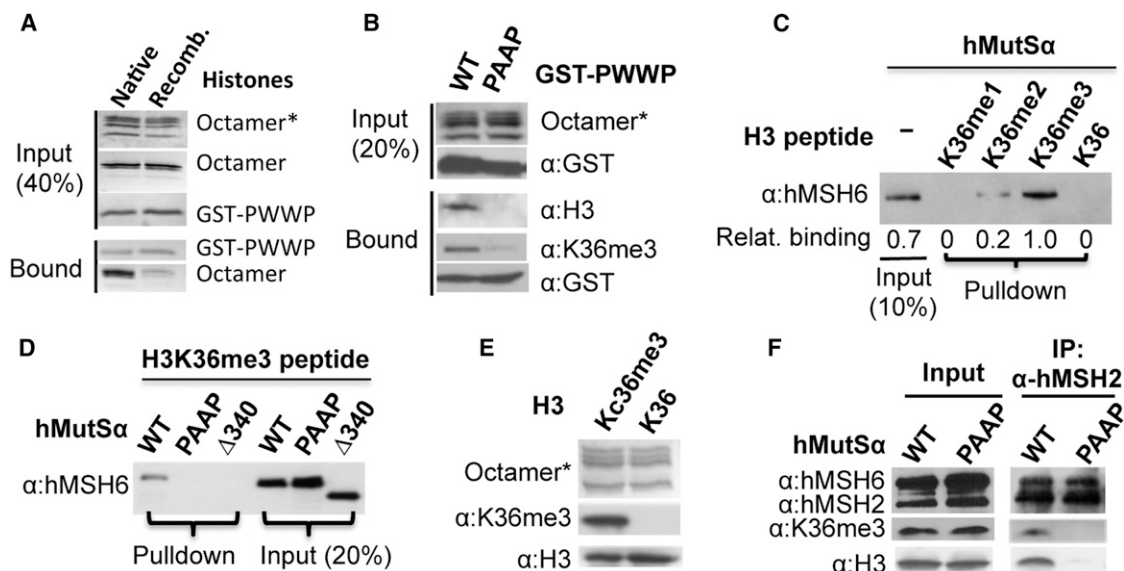 A
Native
Recomb.
Histones
Input
(40%)
Octamer*
Octamer
GST-PWWP
Bound
GST-PWWP
Octamer
B
WT
PAAP
GST-PWWP
Input
(20%)
Octamer*
α:GST
Bound
α:H3
α:K36me3
α:GST
C
hMutSα
H3 peptide
–
K36me1
K36me2
K36me3
K36
α:hMSH6
Relat. binding
0.7 0 0.2 1.0 0
Input
(10%)
Pulldown
D
H3K36me3 peptide
hMutSα
WT
PAAP
Δ340
WT
PAAP
Δ340
α:hMSH6
Pulldown
Input (20%)
E
H3
Kc36me3
K36
Octamer*
α:K36me3
α:H3
F
Input
IP:
α-hMSH2
hMutSα
WT
PAAP
WT
PAAP
α:hMSH6
α:hMSH2
α:K36me3
α:H3